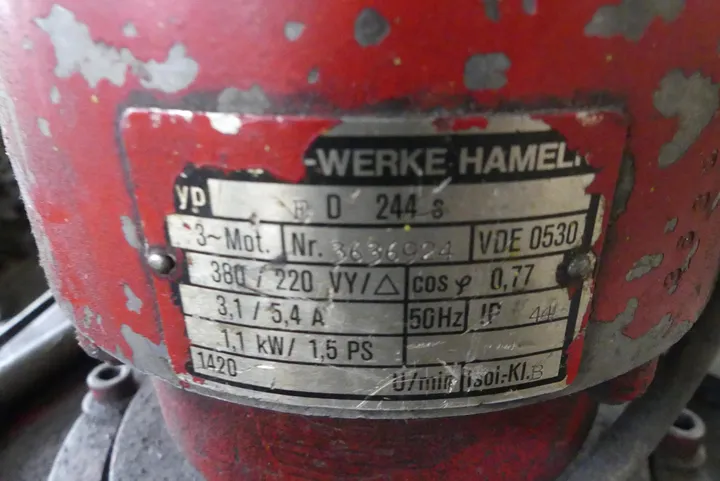 -WERKE HAMEL
yp D 244 s
3~Mot. Nr. 3636924 VDE 0530
380 / 220 VY/△ cos φ 0,77
3,1 / 5,4 A 50Hz IP 44
1,1 kW/ 1,5 PS
1420 U/min Isol.-Kl.B